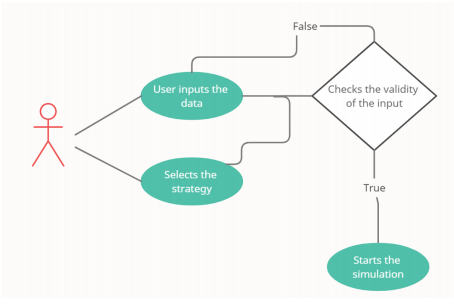 False
User inputs the
data
Checks the validity
of the input
Selects the
strategy
True
Starts the
simulation